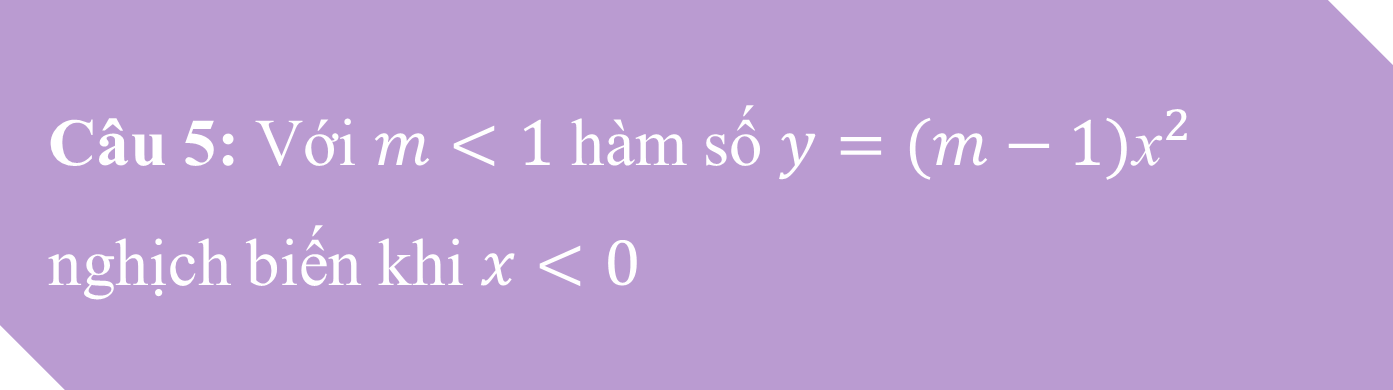 Câu 5: Với m < 1 hàm số y = (m − 1)x²
nghịch biến khi x < 0